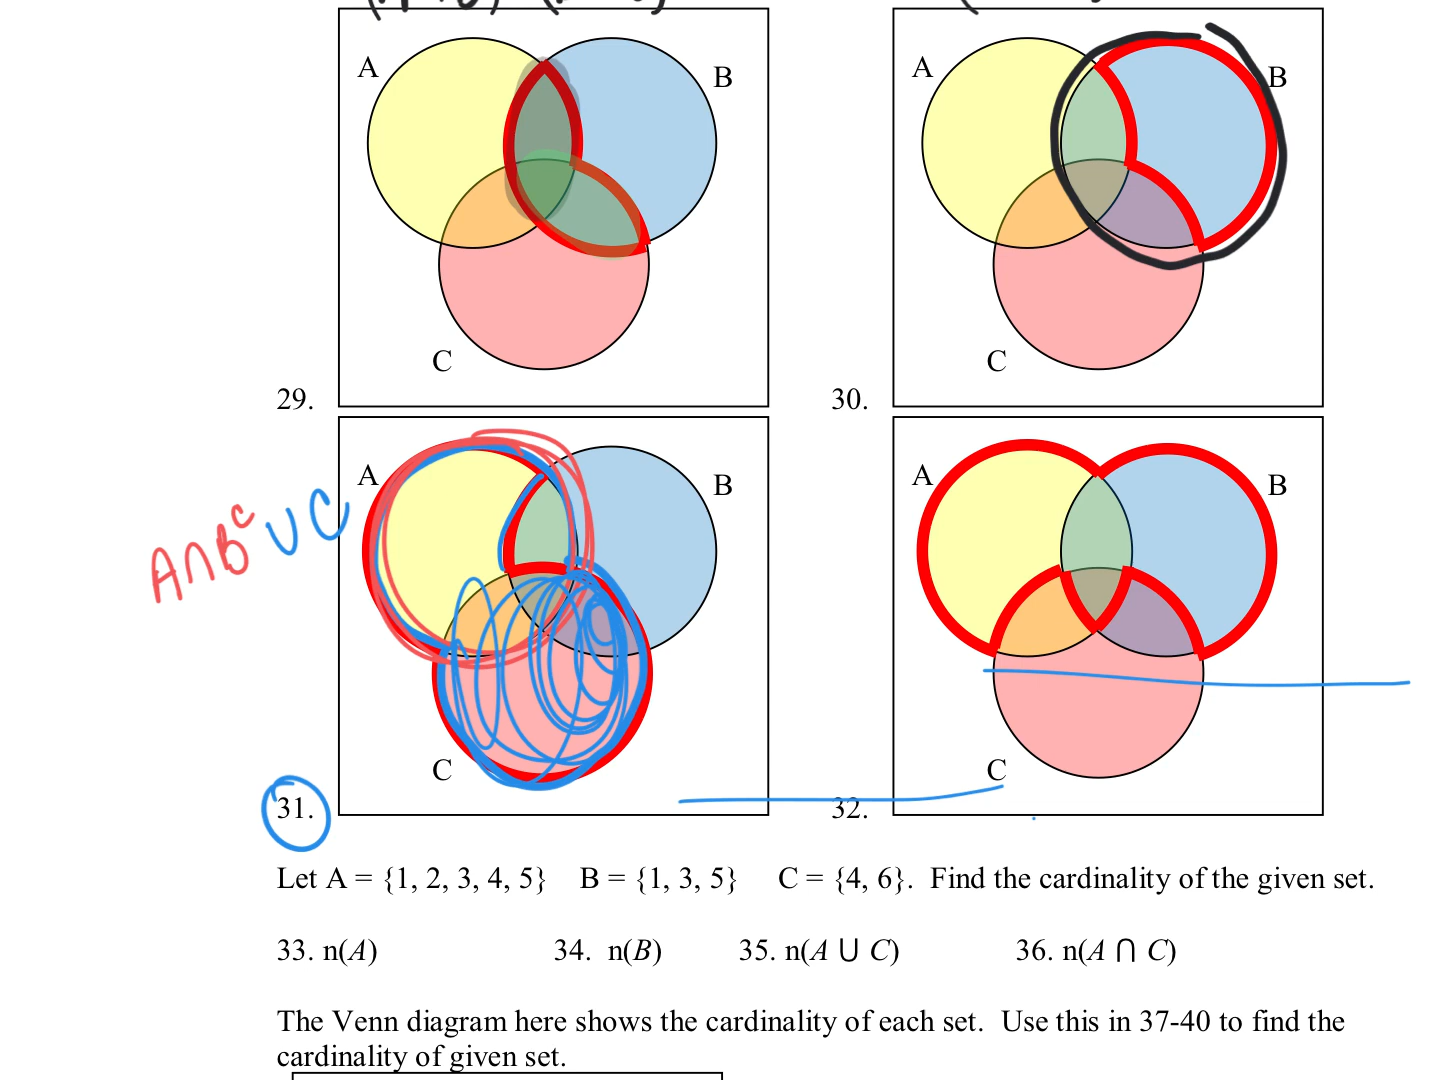 A
B
C
29.
A
B
C
30.
A
B
C
31.
A∩Bᶜ ∪ C
A
B
C
32.
Let A = {1, 2, 3, 4, 5} B = {1, 3, 5} C = {4, 6}. Find the cardinality of the given set.
33. n(A) 34. n(B) 35. n(A ∪ C) 36. n(A ∩ C)
The Venn diagram here shows the cardinality of each set. Use this in 37-40 to find the
cardinality of given set.